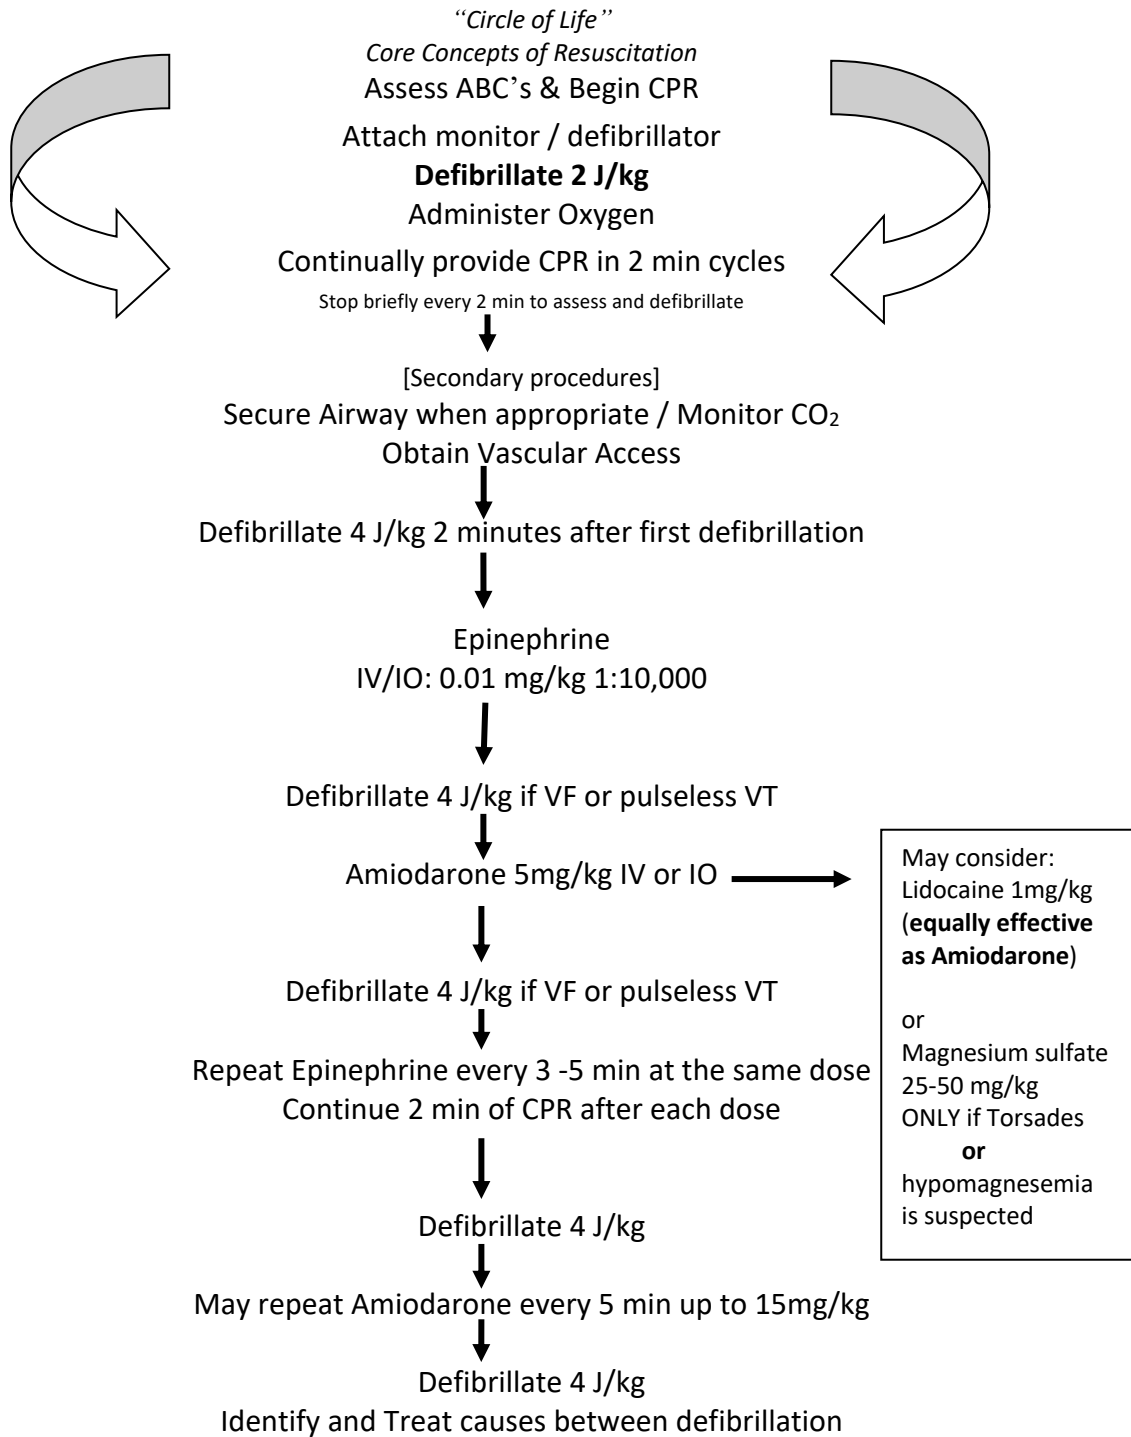 “Circle of Life”
Core Concepts of Resuscitation
Assess ABC’s & Begin CPR
Attach monitor / defibrillator
Defibrillate 2 J/kg
Administer Oxygen
Continually provide CPR in 2 min cycles
Stop briefly every 2 min to assess and defibrillate
[Secondary procedures]
Secure Airway when appropriate / Monitor CO₂
Obtain Vascular Access
Defibrillate 4 J/kg 2 minutes after first defibrillation
Epinephrine
IV/IO: 0.01 mg/kg 1:10,000
Defibrillate 4 J/kg if VF or pulseless VT
Amiodarone 5mg/kg IV or IO
May consider:
Lidocaine 1mg/kg
(equally effective
as Amiodarone)
or
Magnesium sulfate
25-50 mg/kg
ONLY if Torsades
or
hypomagnesemia
is suspected
Defibrillate 4 J/kg if VF or pulseless VT
Repeat Epinephrine every 3 -5 min at the same dose
Continue 2 min of CPR after each dose
Defibrillate 4 J/kg
May repeat Amiodarone every 5 min up to 15mg/kg
Defibrillate 4 J/kg
Identify and Treat causes between defibrillation